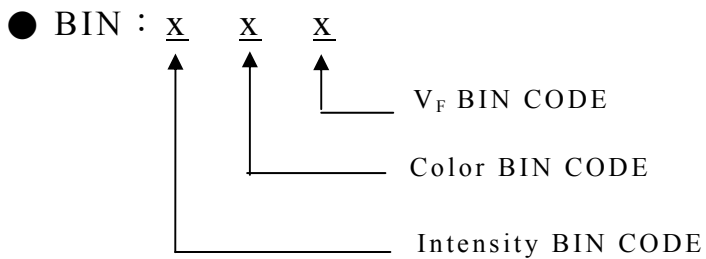 ● BIN：x x x
V_F BIN CODE
Color BIN CODE
Intensity BIN CODE